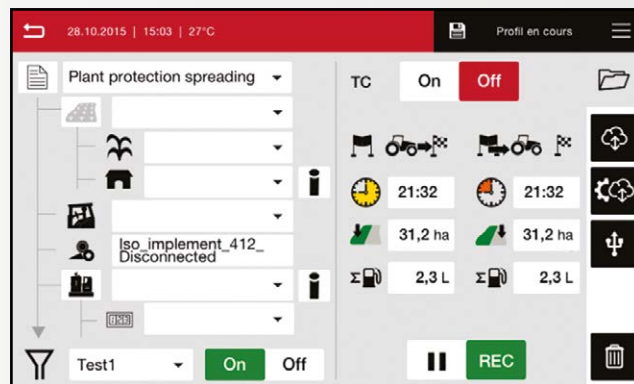 28.10.2015 | 15:03 | 27°C
Profil en cours
Plant protection spreading
TC On Off
21:32 21:32
Iso_implement_412_
Disconnected
31,2 ha 31,2 ha
Σ 2,3 L Σ 2,3 L
Test1 On Off
REC